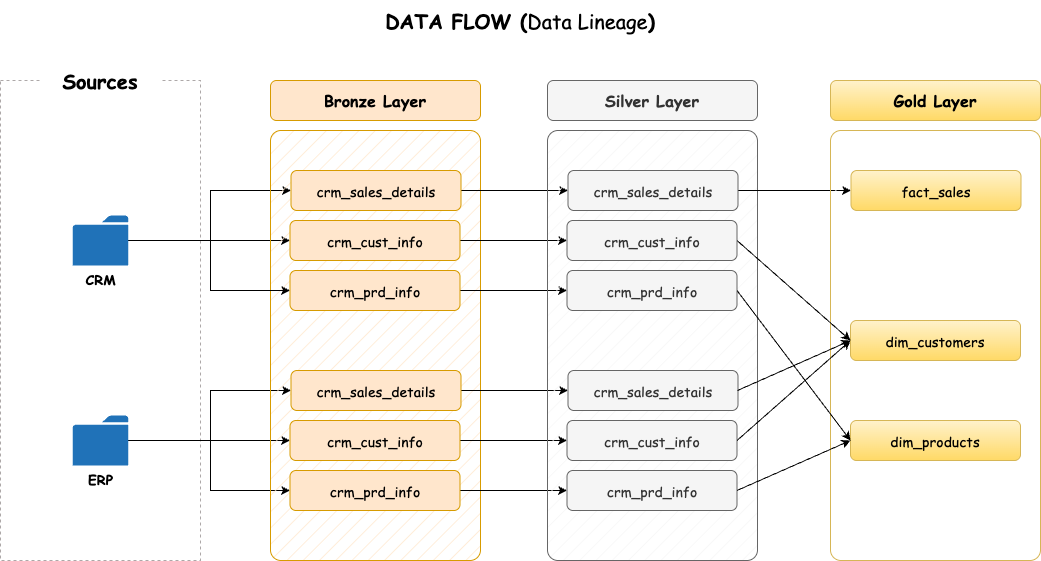 DATA FLOW (Data Lineage)
Sources
Bronze Layer
Silver Layer
Gold Layer
crm_sales_details
crm_sales_details
fact_sales
crm_cust_info
crm_cust_info
CRM
crm_prd_info
crm_prd_info
dim_customers
crm_sales_details
crm_sales_details
crm_cust_info
crm_cust_info
dim_products
ERP
crm_prd_info
crm_prd_info